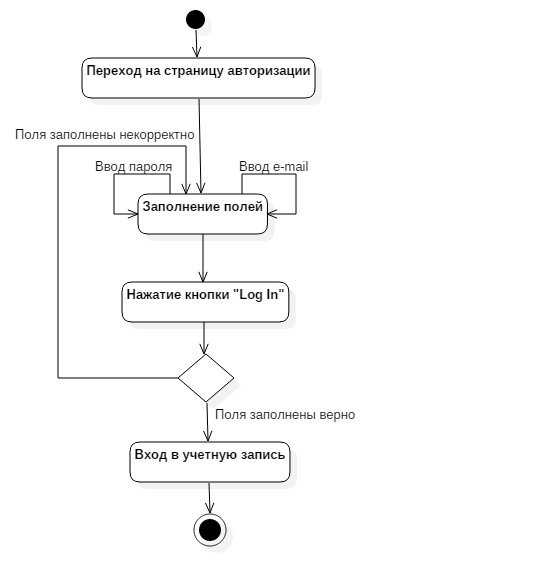 Переход на страницу авторизации
Поля заполнены некорректно
Ввод пароля
Ввод e-mail
Заполнение полей
Нажатие кнопки "Log In"
Поля заполнены верно
Вход в учетную запись